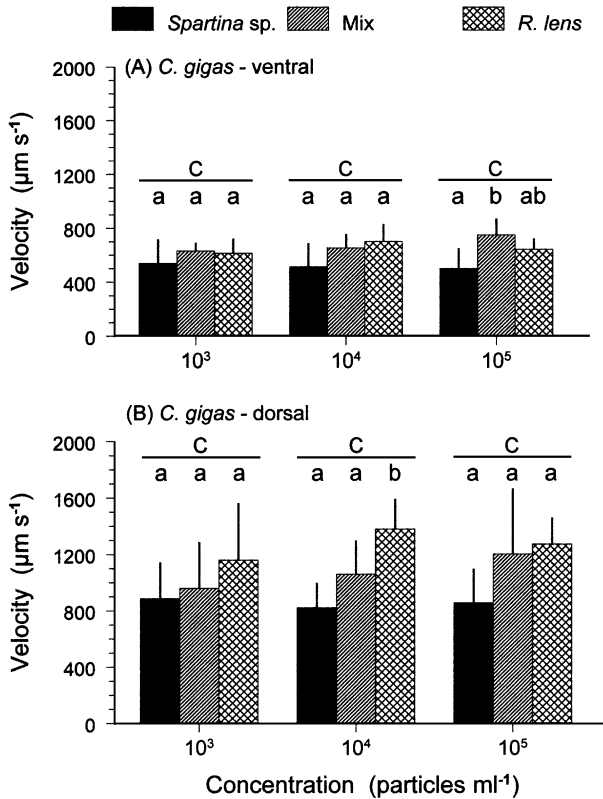 Spartina sp. Mix R. lens
(A) C. gigas - ventral
2000
1600
1200
800
400
0
Velocity (µm s⁻¹)
C C C
a a a a a a a b ab
10³ 10⁴ 10⁵
(B) C. gigas - dorsal
2000
1600
1200
800
400
0
Velocity (µm s⁻¹)
C C C
a a a a a b a a a
10³ 10⁴ 10⁵
Concentration (particles ml⁻¹)